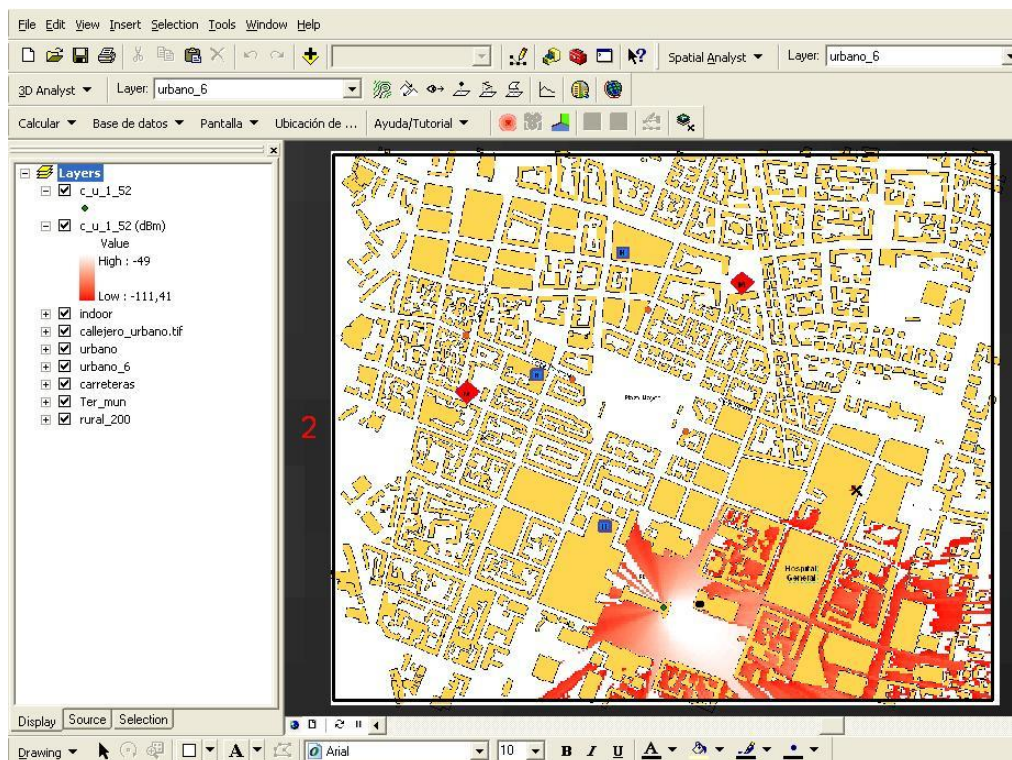 File Edit View Insert Selection Tools Window Help
Spatial Analyst Layer: urbano_6
3D Analyst Layer: urbano_6
Calcular Base de datos Pantalla Ubicación de ... Ayuda/Tutorial
Layers
c_u_1_52
c_u_1_52 (dBm)
Value
High : -49
Low : -111,41
indoor
callejero_urbano.tif
urbano
urbano_6
carreteras
Ter_mun
rural_200
2
Plaza Mayor
Hospital
General
Display Source Selection
Drawing A Arial 10 B I U A